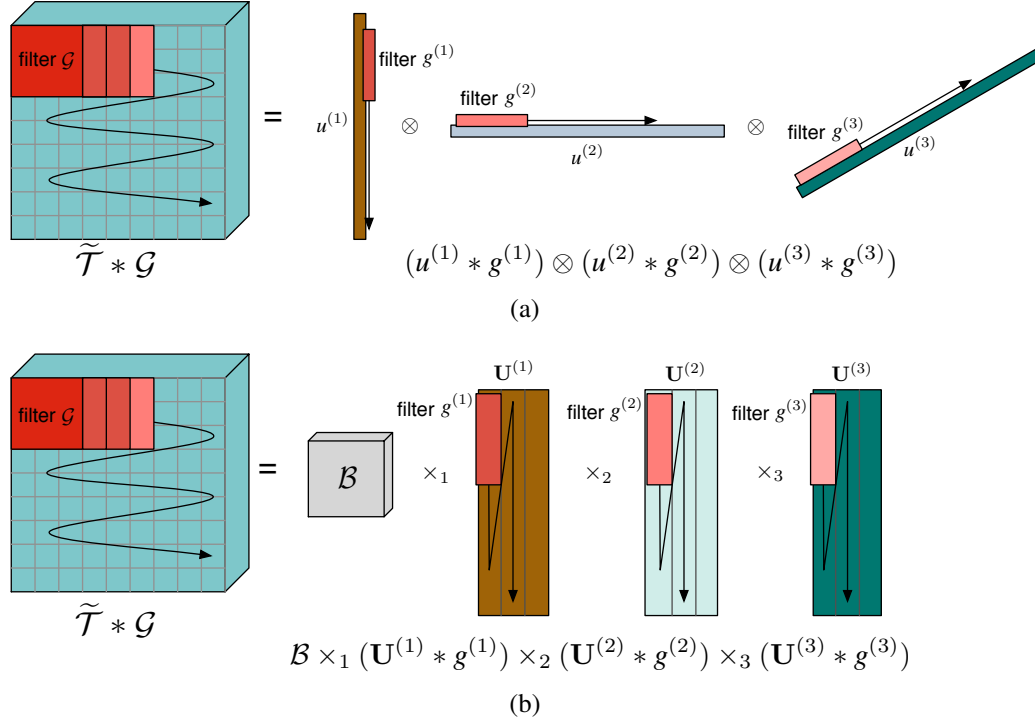 filter 𝒢
=
u^(1)
filter g^(1)
⊗
filter g^(2)
u^(2)
⊗
filter g^(3)
u^(3)
𝒯̃ ∗ 𝒢
(u^(1) ∗ g^(1)) ⊗ (u^(2) ∗ g^(2)) ⊗ (u^(3) ∗ g^(3))
(a)
filter 𝒢
=
ℬ
×₁
filter g^(1)
U^(1)
×₂
filter g^(2)
U^(2)
×₃
filter g^(3)
U^(3)
𝒯̃ ∗ 𝒢
ℬ ×₁ (U^(1) ∗ g^(1)) ×₂ (U^(2) ∗ g^(2)) ×₃ (U^(3) ∗ g^(3))
(b)